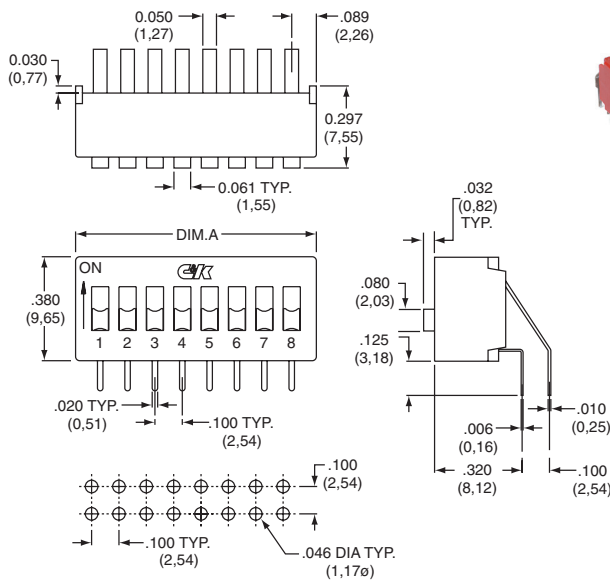 0.050
(1,27)
.089
(2,26)
0.030
(0,77)
0.297
(7,55)
0.061 TYP.
(1,55)
DIM.A
ON
C&K
.380
(9,65)
1 2 3 4 5 6 7 8
.020 TYP.
(0,51)
.100 TYP.
(2,54)
.032
(0,82)
TYP.
.080
(2,03)
.125
(3,18)
.010
(0,25)
.006
(0,16)
.320
(8,12)
.100
(2,54)
.100
(2,54)
.100 TYP.
(2,54)
.046 DIA TYP.
(1,17ø)